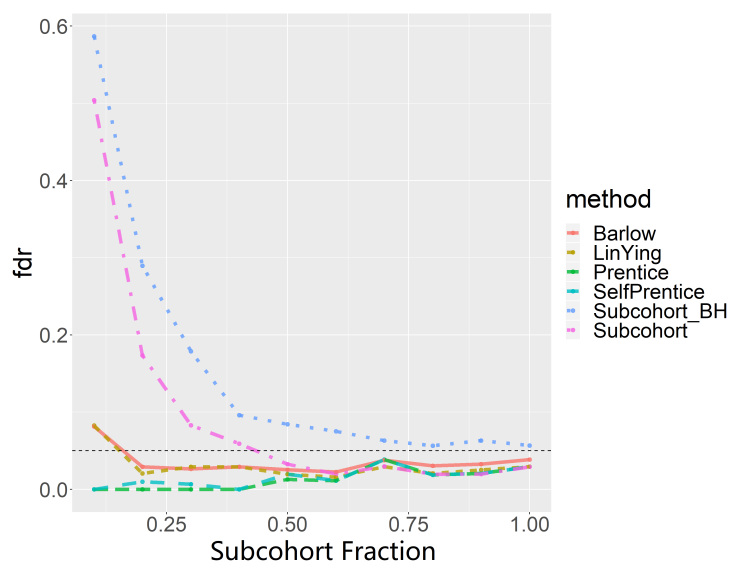 fdr
0.6
0.4
0.2
0.0
0.25
0.50
0.75
1.00
Subcohort Fraction
method
Barlow
LinYing
Prentice
SelfPrentice
Subcohort_BH
Subcohort